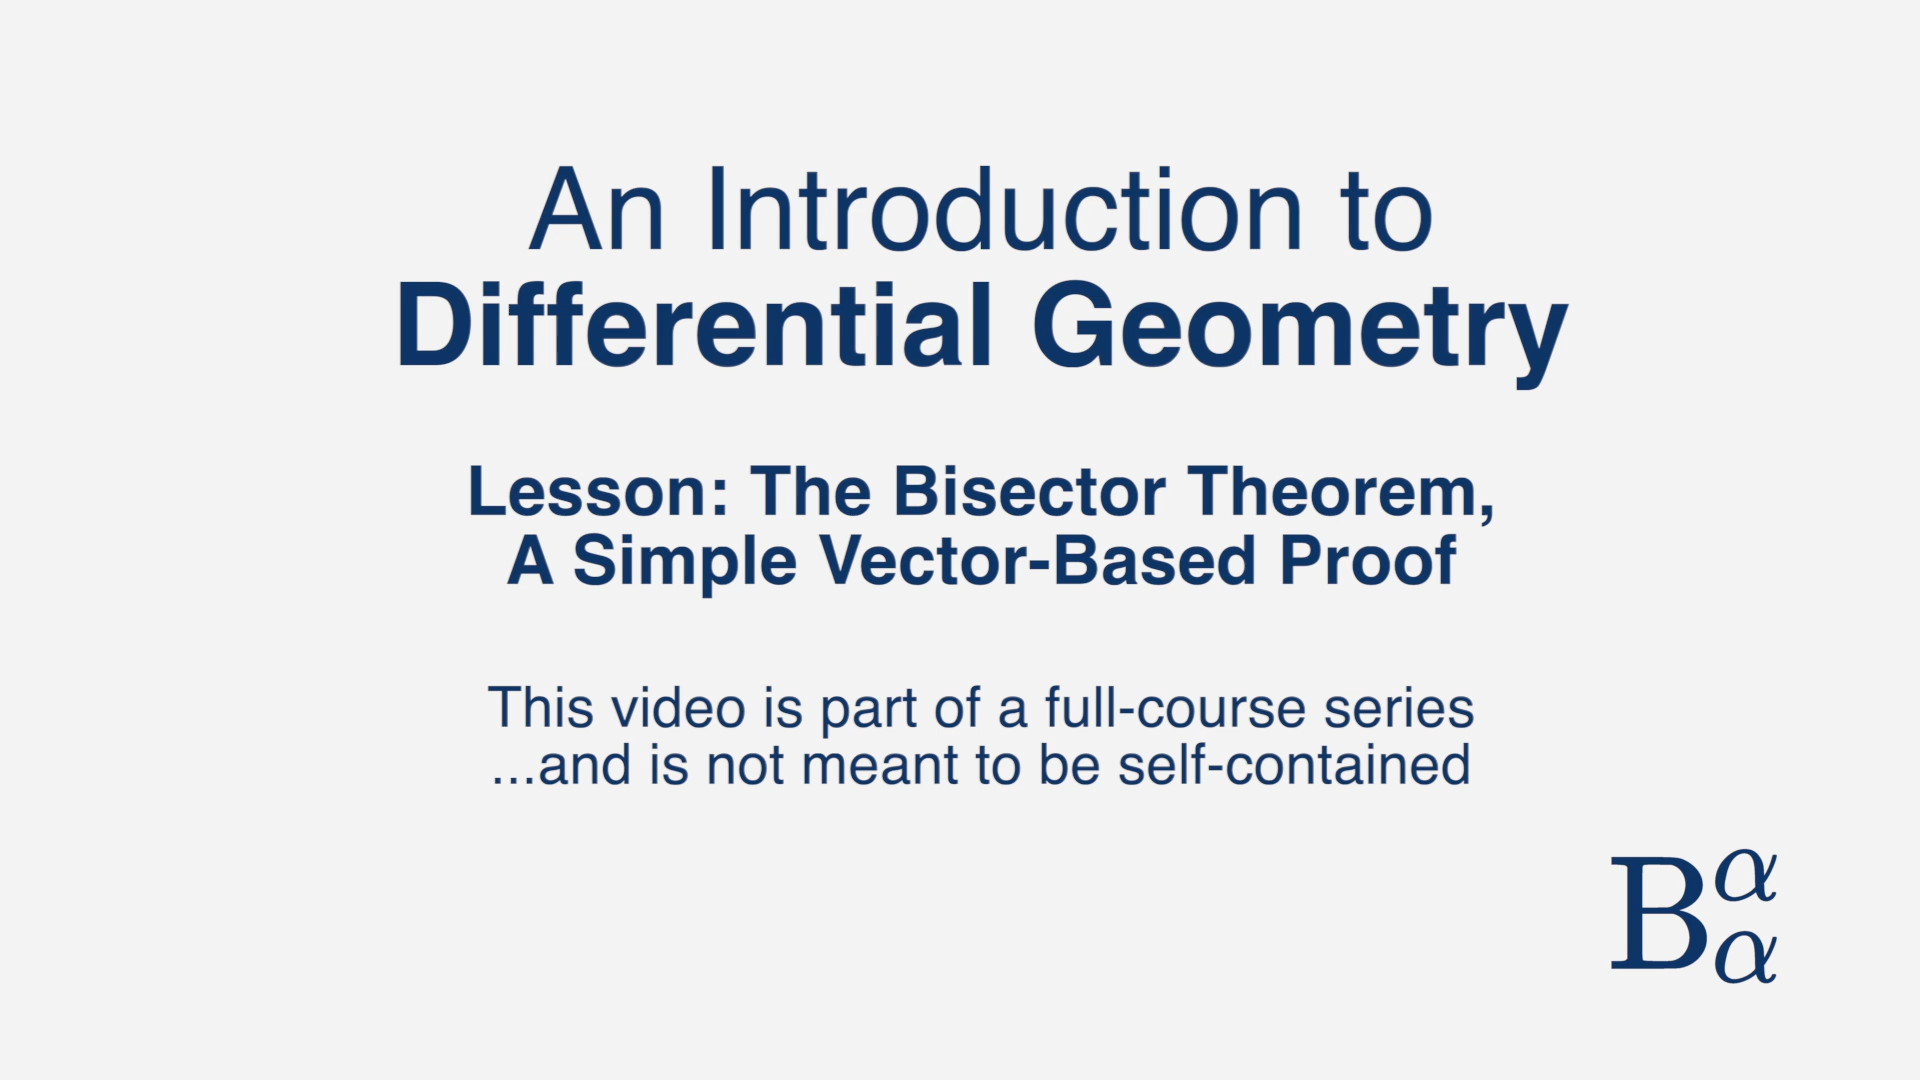 An Introduction to
Differential Geometry
Lesson: The Bisector Theorem,
A Simple Vector-Based Proof
This video is part of a full-course series
...and is not meant to be self-contained
B^α_α